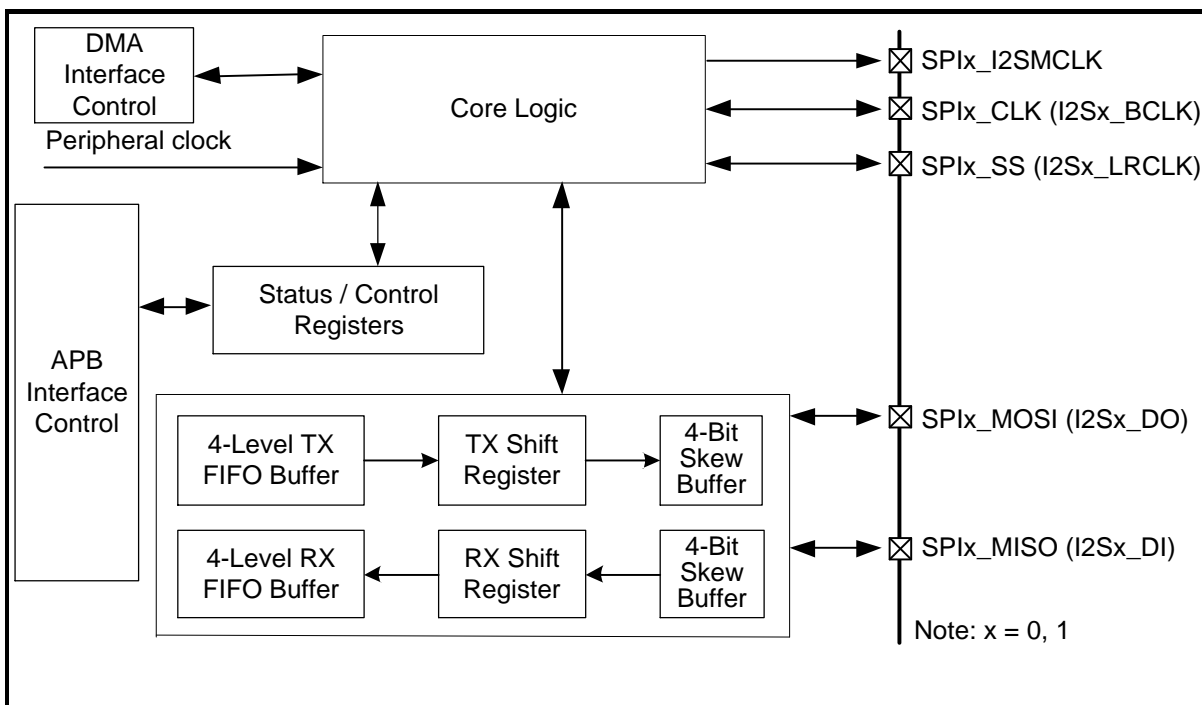 DMA
Interface
Control
Peripheral clock
Core Logic
SPIx_I2SMCLK
SPIx_CLK (I2Sx_BCLK)
SPIx_SS (I2Sx_LRCLK)
APB
Interface
Control
Status / Control
Registers
4-Level TX
FIFO Buffer
TX Shift
Register
4-Bit
Skew
Buffer
4-Level RX
FIFO Buffer
RX Shift
Register
4-Bit
Skew
Buffer
SPIx_MOSI (I2Sx_DO)
SPIx_MISO (I2Sx_DI)
Note: x = 0, 1